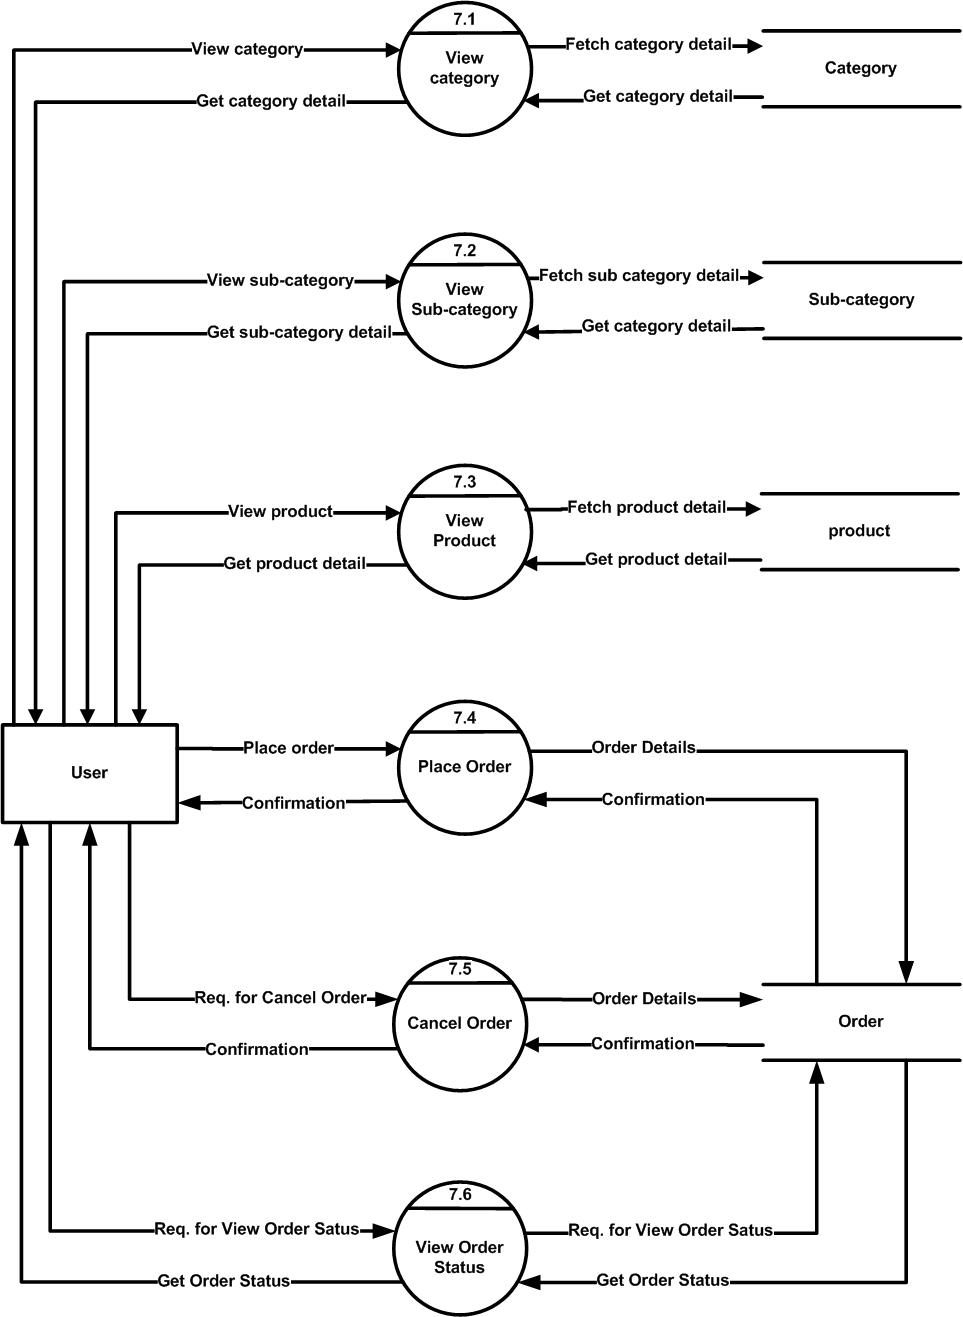 7.1
View category
View
category
Fetch category detail
Category
Get category detail
Get category detail
7.2
View sub-category
View
Sub-category
Fetch sub category detail
Sub-category
Get sub-category detail
Get category detail
7.3
View product
View
Product
Fetch product detail
product
Get product detail
Get product detail
7.4
User
Place order
Place Order
Order Details
Confirmation
Confirmation
7.5
Req. for Cancel Order
Cancel Order
Order Details
Order
Confirmation
Confirmation
7.6
Req. for View Order Satus
View Order
Status
Req. for View Order Satus
Get Order Status
Get Order Status